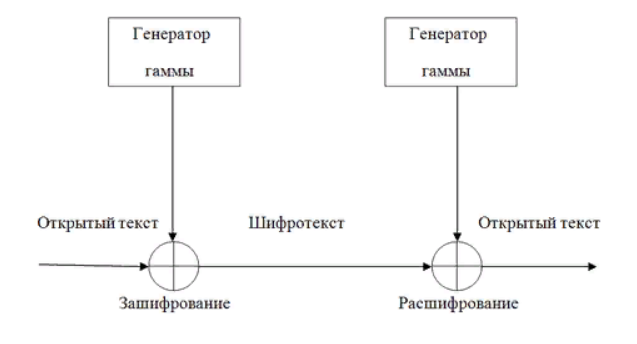 Генератор
гаммы
Генератор
гаммы
Открытый текст
Шифротекст
Открытый текст
Зашифрование
Расшифрование